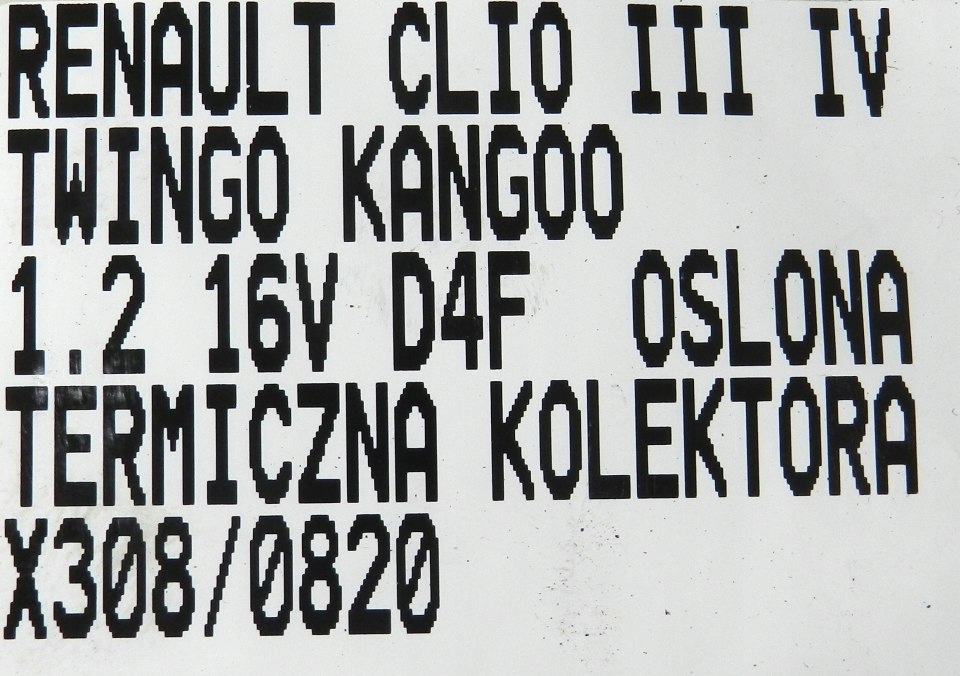 RENAULT CLIO III IV
TWINGO KANGOO
1.2 16V D4F OSLONA
TERMICZNA KOLEKTORA
X308/0820